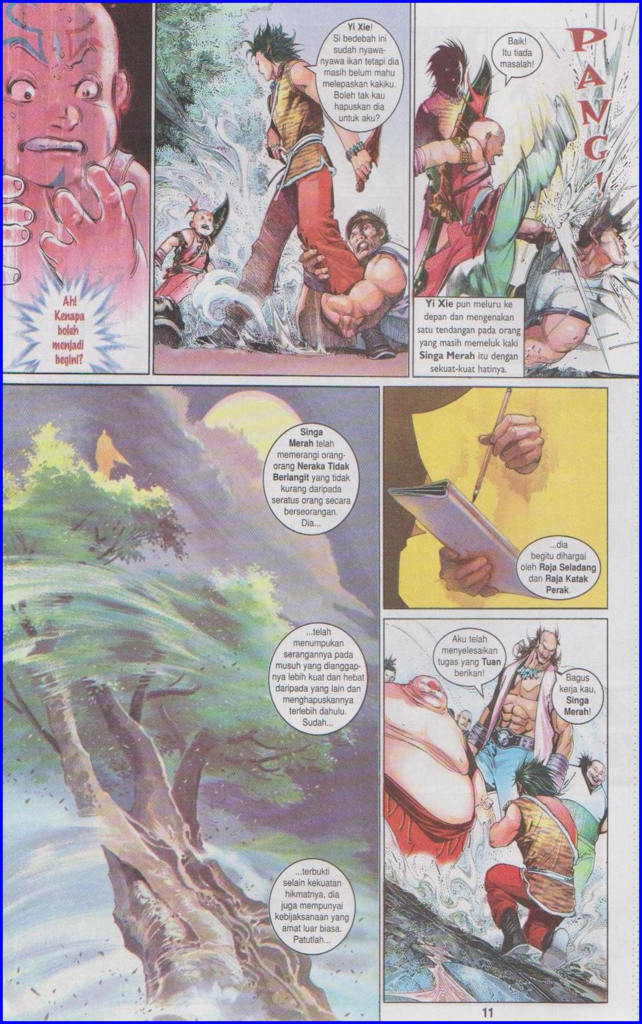 Ah!
Kenapa
boleh
menjadi
begini?
Yi Xie!
Si bedebah ini
sudah nyawa-
nyawa ikan tetapi dia
masih belum mahu
melepaskan kakiku.
Boleh tak kau
hapuskan dia
untuk aku?
Baik!
Itu tiada
masalah!
PANG!
Yi Xie pun meluru ke
depan dan mengenakan
satu tendangan pada orang
yang masih memeluk kaki
Singa Merah itu dengan
sekuat-kuat hatinya.
Singa
Merah telah
memerangi orang-
orang Neraka Tidak
Berlangit yang tidak
kurang daripada
seratus orang secara
berseorangan.
Dia...
...telah
menumpukan
serangannya pada
musuh yang dianggap-
nya lebih kuat dan hebat
daripada yang lain dan
menghapuskannya
terlebih dahulu.
Sudah...
...terbukti
selain kekuatan
hikmatnya, dia
juga mempunyai
kebijaksanaan yang
amat luar biasa.
Patutlah...
...dia
begitu dihargai
oleh Raja Seladang
dan Raja Katak
Perak.
Aku telah
menyelesaikan
tugas yang Tuan
berikan!
Bagus
kerja kau,
Singa
Merah!
11